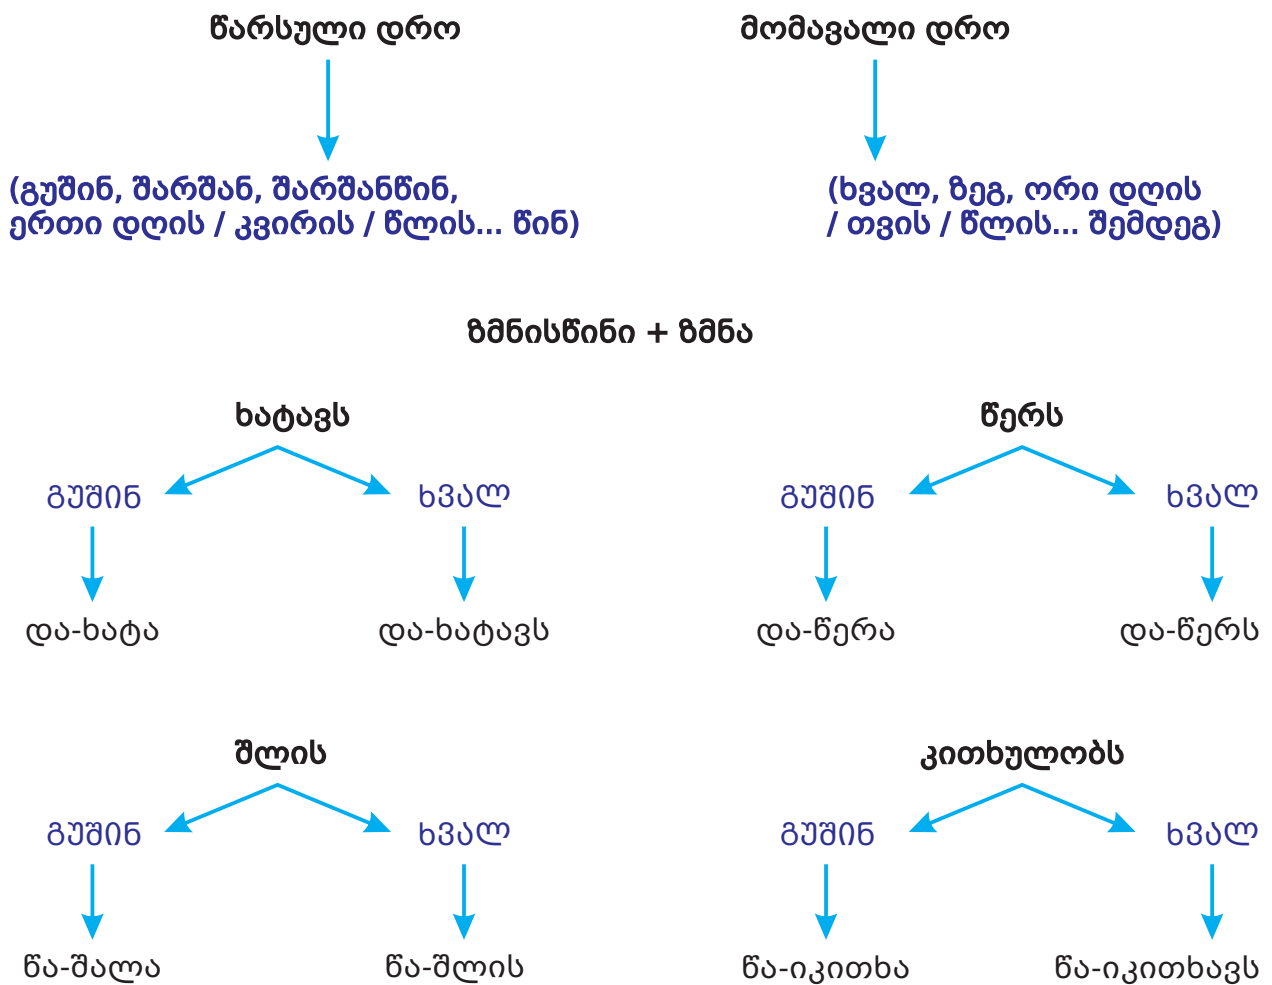 წარსული დრო
მომავალი დრო
(გუშინ, შარშან, შარშანწინ,
ერთი დღის / კვირის / წლის... წინ)
(ხვალ, ზეგ, ორი დღის
/ თვის / წლის... შემდეგ)
ზმნისწინი + ზმნა
ხატავს
წერს
გუშინ
ხვალ
გუშინ
ხვალ
და-ხატა
და-ხატავს
და-წერა
და-წერს
შლის
კითხულობს
გუშინ
ხვალ
გუშინ
ხვალ
წა-შალა
წა-შლის
წა-იკითხა
წა-იკითხავს